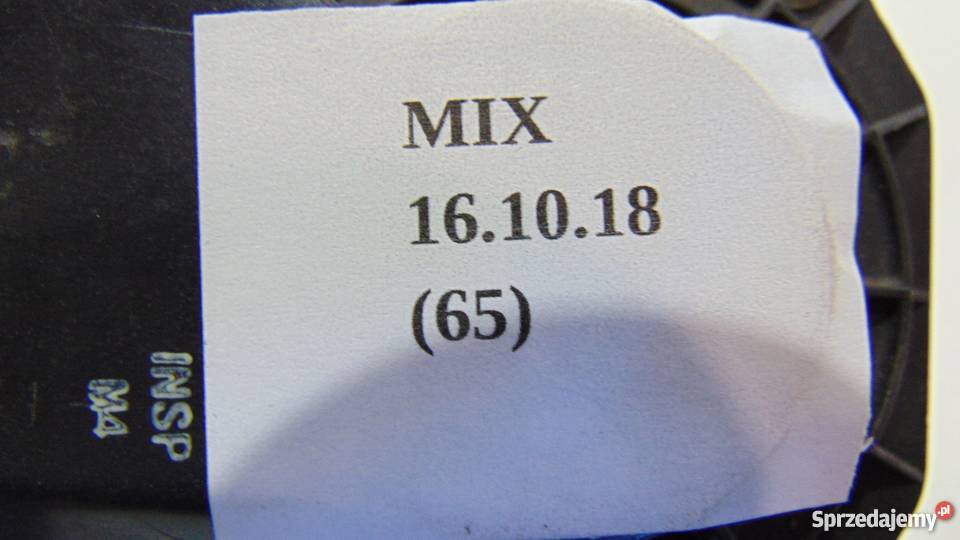 MIX
16.10.18
(65)
INSP
M4
Sprzedajemy.pl